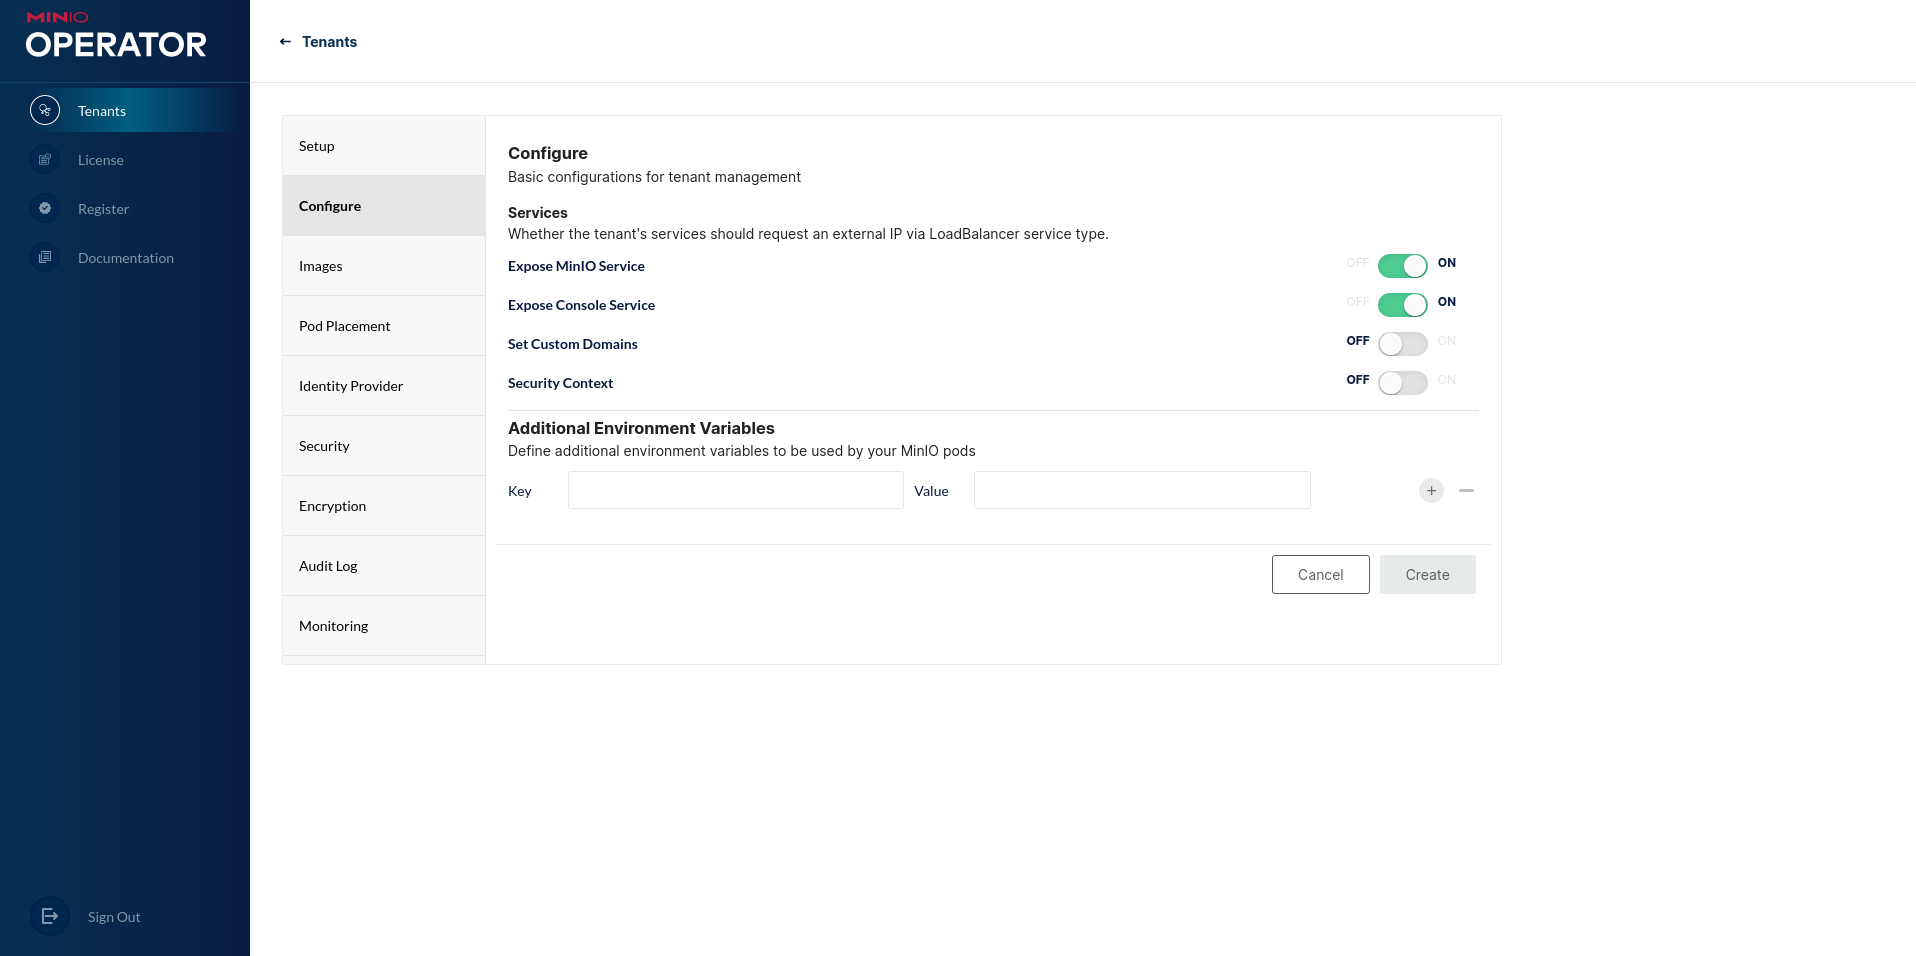 MINIO
OPERATOR
Tenants
License
Register
Documentation
Sign Out
← Tenants
Setup
Configure
Images
Pod Placement
Identity Provider
Security
Encryption
Audit Log
Monitoring
Configure
Basic configurations for tenant management
Services
Whether the tenant's services should request an external IP via LoadBalancer service type.
Expose MinIO Service OFF ON
Expose Console Service OFF ON
Set Custom Domains OFF ON
Security Context OFF ON
Additional Environment Variables
Define additional environment variables to be used by your MinIO pods
Key Value
Cancel Create